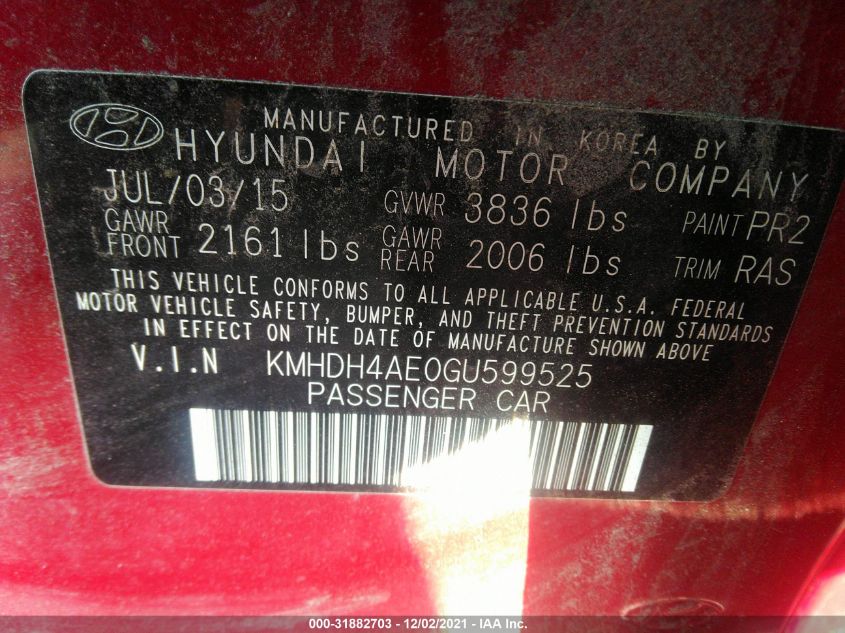 MANUFACTURED IN KOREA BY
HYUNDAI MOTOR COMPANY
JUL/03/15 GVWR 3836 lbs PAINT PR2
GAWR FRONT 2161 lbs GAWR REAR 2006 lbs TRIM RAS
THIS VEHICLE CONFORMS TO ALL APPLICABLE U.S.A. FEDERAL
MOTOR VEHICLE SAFETY, BUMPER, AND THEFT PREVENTION STANDARDS
IN EFFECT ON THE DATE OF MANUFACTURE SHOWN ABOVE
V.I.N KMHDH4AE0GU599525
PASSENGER CAR
000-31882703 - 12/02/2021 - IAA Inc.